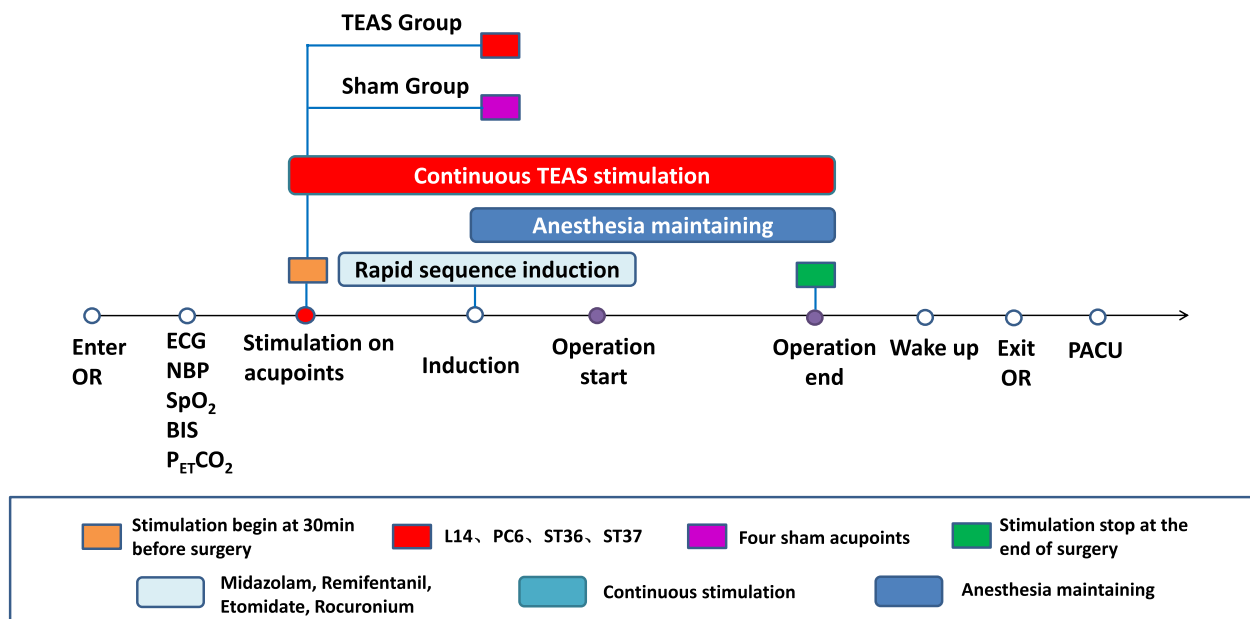 TEAS Group
Sham Group
Continuous TEAS stimulation
Anesthesia maintaining
Rapid sequence induction
Enter
OR
ECG
NBP
SpO₂
BIS
P_ETCO₂
Stimulation on
acupoints
Induction
Operation
start
Operation
end
Wake up
Exit
OR
PACU
Stimulation begin at 30min
before surgery
L14、PC6、ST36、ST37
Four sham acupoints
Stimulation stop at the
end of surgery
Midazolam, Remifentanil,
Etomidate, Rocuronium
Continuous stimulation
Anesthesia maintaining